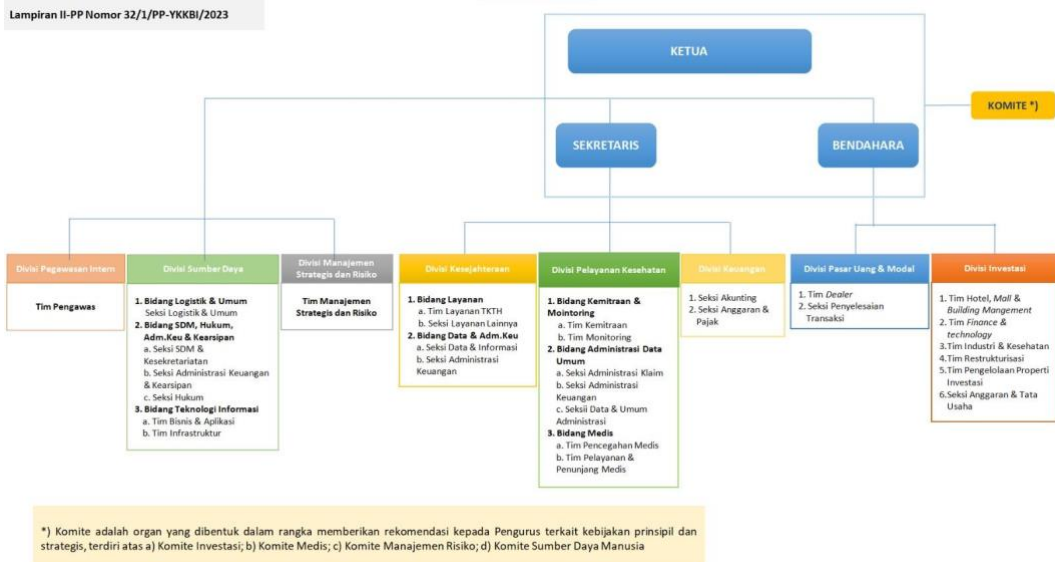 Lampiran II-PP Nomor 32/1/PP-YKKBI/2023
KETUA
KOMITE *)
SEKRETARIS
BENDAHARA
Divisi Pegawasan Intern
Tim Pengawas
Divisi Sumber Daya
1. Bidang Logistik & Umum
Seksi Logistik & Umum
2. Bidang SDM, Hukum,
Adm.Keu & Kearsipan
a. Seksi SDM &
Kesekretariatan
b. Seksi Administrasi Keuangan
& Kearsipan
c. Seksi Hukum
3. Bidang Teknologi Informasi
a. Tim Bisnis & Aplikasi
b. Tim Infrastruktur
Divisi Manajemen
Strategis dan Risiko
Tim Manajemen
Strategis dan Risiko
Divisi Kesejahteraan
1. Bidang Layanan
a. Tim Layanan TKTH
b. Seksi Layanan Lainnya
2. Bidang Data & Adm.Keu
a. Seksi Data & Informasi
b. Seksi Administrasi
Keuangan
Divisi Pelayanan Kesehatan
1. Bidang Kemitraan &
Mointoring
a. Tim Kemitraan
b. Tim Monitoring
2. Bidang Administrasi Data
Umum
a. Seksi Administrasi Klaim
b. Seksi Administrasi
Keuangan
c. Seksii Data & Umum
Administrasi
3. Bidang Medis
a. Tim Pencegahan Medis
b. Tim Pelayanan &
Penunjang Medis
Divisi Keuangan
1. Seksi Akunting
2. Seksi Anggaran &
Pajak
Divisi Pasar Ueng & Modal
1. Tim Dealer
2. Seksi Penyelesaian
Transaksi
Divisi Investasi
1. Tim Hotel, Mall &
Building Mangement
2. Tim Finance &
technology
3.Tim Industri & Kesehatan
4.Tim Restrukturisasi
5.Tim Pengelolaan Properti
Investasi
6.Seksi Anggaran & Tata
Usaha
*) Komite adalah organ yang dibentuk dalam rangka memberikan rekomendasi kepada Pengurus terkait kebijakan prinsipil dan
strategis, terdiri atas a) Komite Investasi; b) Komite Medis; c) Komite Manajemen Risiko; d) Komite Sumber Daya Manusia